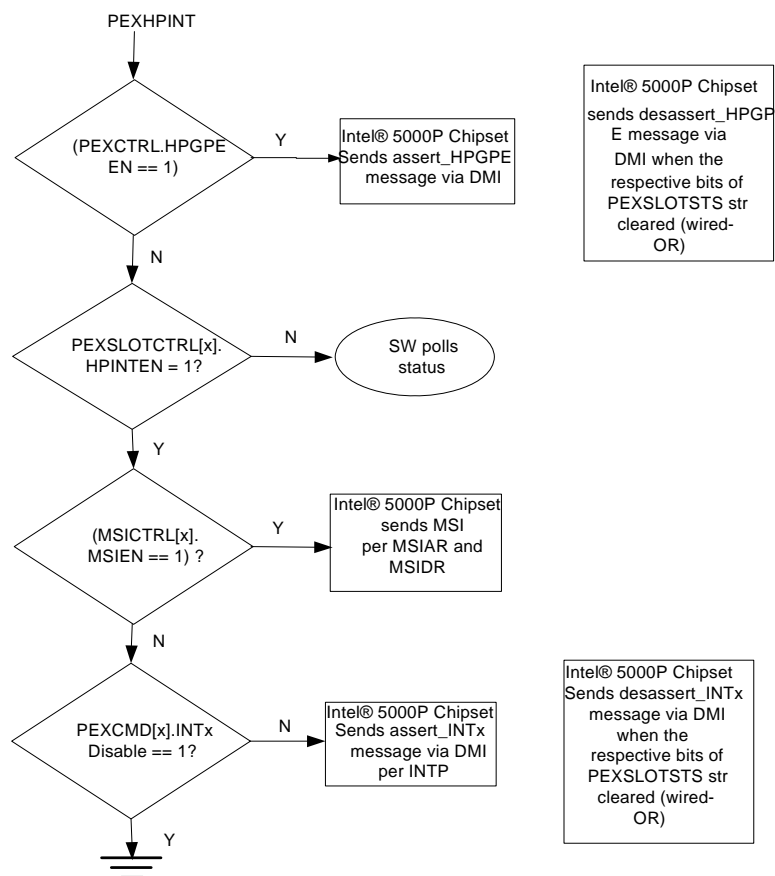 PEXHPINT
(PEXCTRL.HPGPE
EN == 1)
Y
Intel® 5000P Chipset
Sends assert_HPGPE
message via DMI
Intel® 5000P Chipset
sends desassert_HPGP
E message via
DMI when the
respective bits of
PEXSLOTSTS str
cleared (wired-
OR)
N
PEXSLOTCTRL[x].
HPINTEN = 1?
N
SW polls
status
Y
(MSICTRL[x].
MSIEN == 1) ?
Y
Intel® 5000P Chipset
sends MSI
per MSIAR and
MSIDR
N
PEXCMD[x].INTx
Disable == 1?
N
Intel® 5000P Chipset
Sends assert_INTx
message via DMI
per INTP
Intel® 5000P Chipset
Sends desassert_INTx
message via DMI
when the
respective bits of
PEXSLOTSTS str
cleared (wired-
OR)
Y